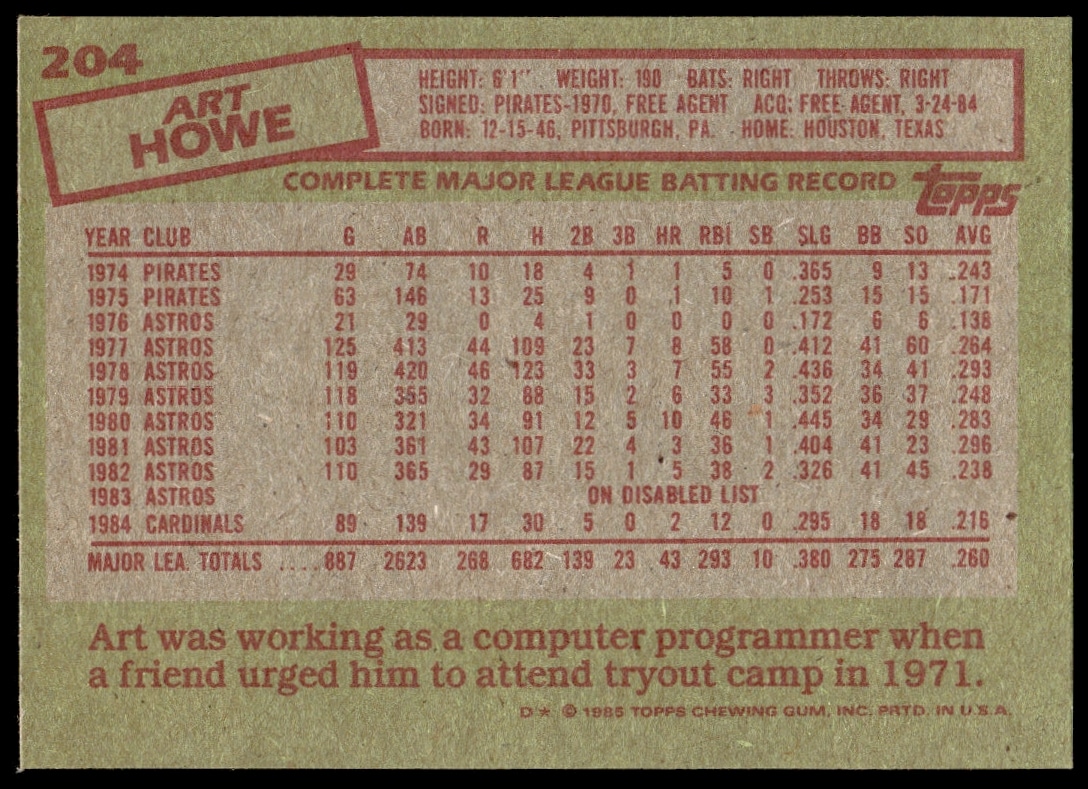 204
ART
HOWE
HEIGHT: 6'1" WEIGHT: 190 BATS: RIGHT THROWS: RIGHT
SIGNED: PIRATES-1970, FREE AGENT ACQ: FREE AGENT, 3-24-84
BORN: 12-15-46, PITTSBURGH, PA. HOME: HOUSTON, TEXAS
COMPLETE MAJOR LEAGUE BATTING RECORD
topps
YEAR CLUB G AB R H 2B 3B HR RBI SB SLG BB SO AVG
1974 PIRATES 29 74 10 18 4 1 1 5 0 .365 9 13 .243
1975 PIRATES 63 146 13 25 9 0 1 10 1 .253 15 15 .171
1976 ASTROS 21 29 0 4 1 0 0 0 0 .172 6 6 .138
1977 ASTROS 125 413 44 109 23 7 8 58 0 .412 41 60 .264
1978 ASTROS 119 420 46 123 33 3 7 55 2 .436 34 41 .293
1979 ASTROS 118 355 32 88 15 2 6 33 3 .352 36 37 .248
1980 ASTROS 110 321 34 91 12 5 10 46 1 .445 34 29 .283
1981 ASTROS 103 361 43 107 22 4 3 36 1 .404 41 23 .296
1982 ASTROS 110 365 29 87 15 1 5 38 2 .326 41 45 .238
1983 ASTROS ON DISABLED LIST
1984 CARDINALS 89 139 17 30 5 0 2 12 0 .295 18 18 .216
MAJOR LEA. TOTALS ....887 2623 268 682 139 23 43 293 10 .380 275 287 .260
Art was working as a computer programmer when
a friend urged him to attend tryout camp in 1971.
D* © 1985 TOPPS CHEWING GUM, INC. PRTD. IN U.S.A.